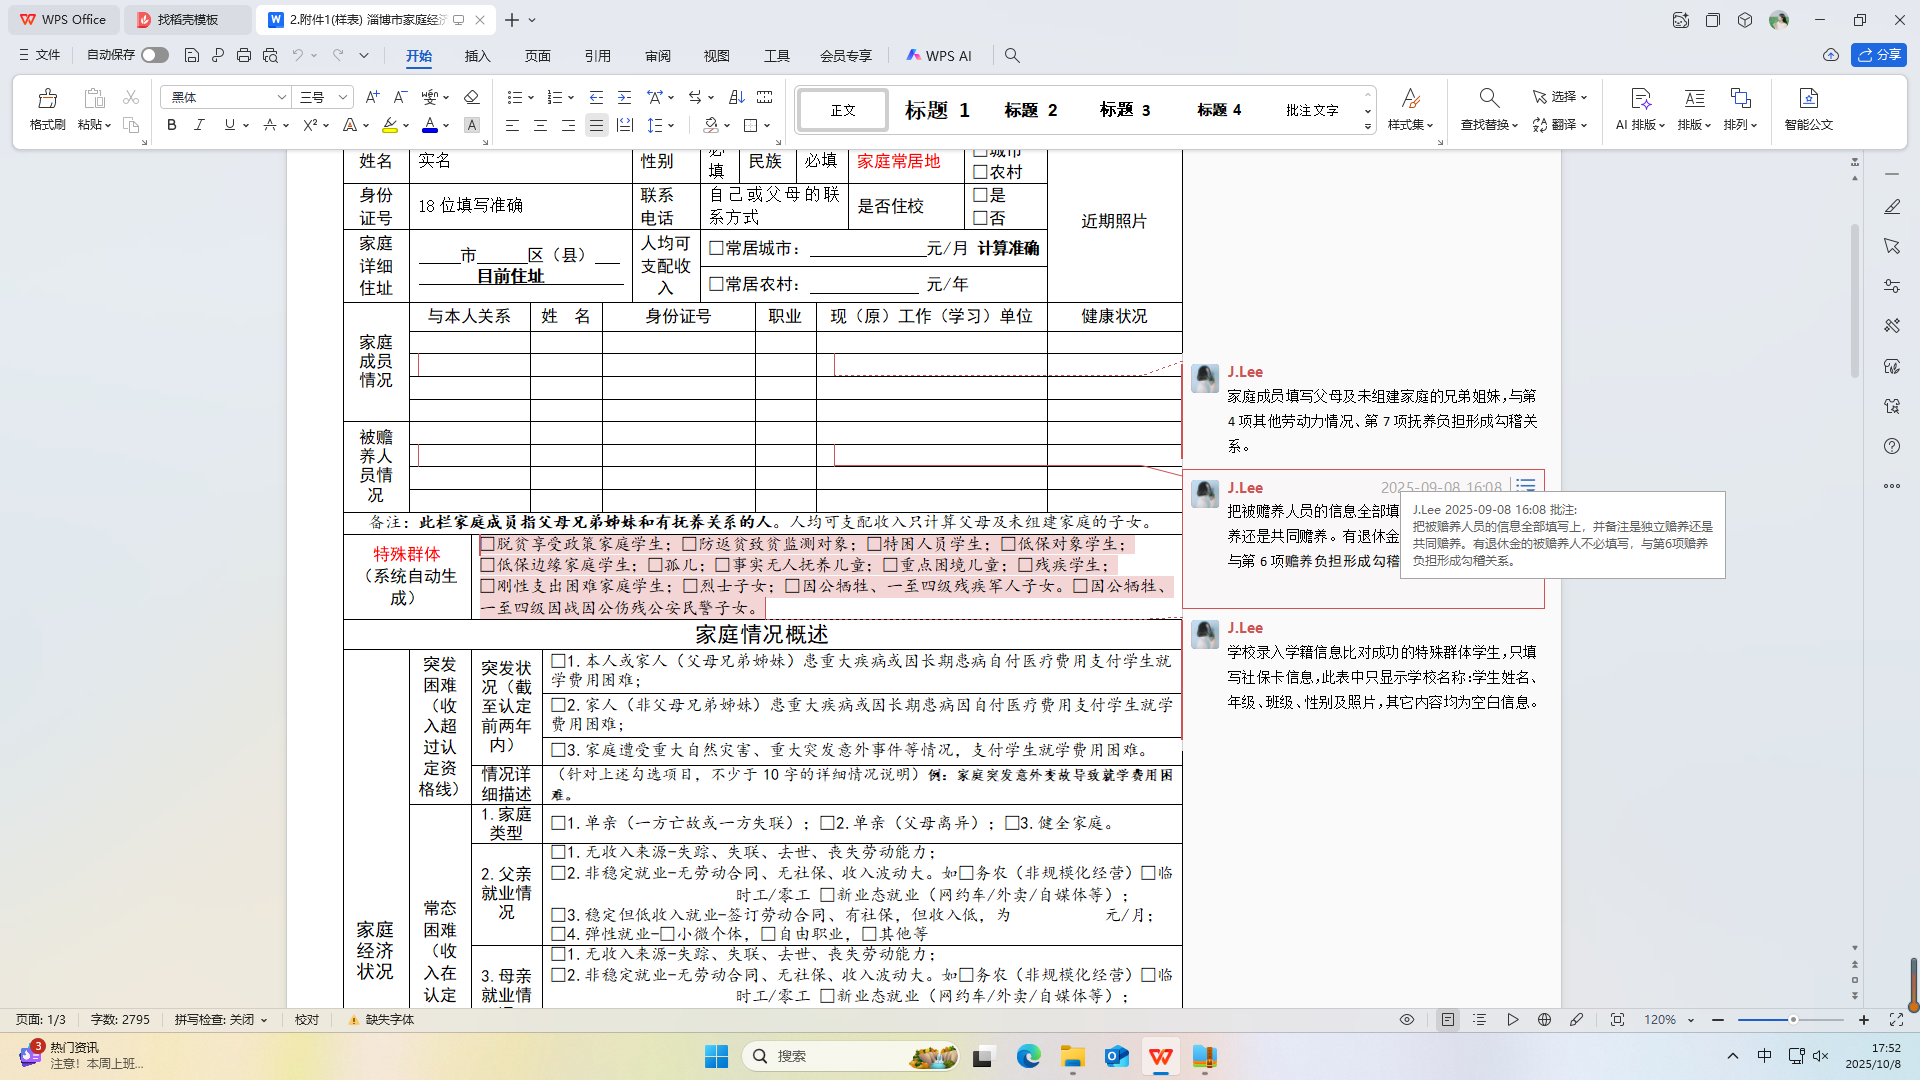 WPS Office
找稻壳模板
2.附件1(样表) 淄博市家庭经济
文件
自动保存
开始
插入
页面
引用
审阅
视图
工具
会员专享
WPS AI
分享
格式刷
粘贴
黑体
三号
正文
标题 1
标题 2
标题 3
标题 4
批注文字
样式集
查找替换
选择
翻译
AI 排版
排版
排列
智能公文
姓名 实名 性别 必填 民族 必填 家庭常居地 □城市
□农村
身份证号 18 位填写准确 联系电话 自己或父母的联系方式 是否住校 □是
□否
近期照片
家庭详细住址 市 区（县）
目前住址
人均可支配收入 □常居城市： 元/月 计算准确
□常居农村： 元/年
家庭成员情况 与本人关系 姓 名 身份证号 职业 现（原）工作（学习）单位 健康状况
被赡养人员情况
备注：此栏家庭成员指父母兄弟姊妹和有抚养关系的人。人均可支配收入只计算父母及未组建家庭的子女。
特殊群体
（系统自动生成）
□脱贫享受政策家庭学生；□防返贫致贫监测对象；□特困人员学生；□低保对象学生；
□低保边缘家庭学生；□孤儿；□事实无人抚养儿童；□重点困境儿童；□残疾学生；
□刚性支出困难家庭学生；□烈士子女；□因公牺牲、一至四级残疾军人子女。□因公牺牲、
一至四级因战因公伤残公安民警子女。
家庭情况概述
家庭经济状况
突发困难（收入超过认定资格线）
突发状况（截至认定前两年内）
□1.本人或家人（父母兄弟姊妹）患重大疾病或因长期患病自付医疗费用支付学生就
学费用困难；
□2.家人（非父母兄弟姊妹）患重大疾病或因长期患病因自付医疗费用支付学生就学
费用困难；
□3.家庭遭受重大自然灾害、重大突发意外事件等情况，支付学生就学费用困难。
情况详细描述
（针对上述勾选项目，不少于 10 字的详细情况说明）例：家庭突发意外变故导致就学费用困
难。
常态困难（收入在认定
1.家庭类型
□1.单亲（一方亡故或一方失联）；□2.单亲（父母离异）；□3.健全家庭。
2.父亲就业情况
□1.无收入来源-失踪、失联、去世、丧失劳动能力；
□2.非稳定就业-无劳动合同、无社保、收入波动大。如□务农（非规模化经营）□临
时工/零工 □新业态就业（网约车/外卖/自媒体等）；
□3.稳定但低收入就业-签订劳动合同、有社保，但收入低，为 元/月；
□4.弹性就业-□小微个体，□自由职业，□其他等
3.母亲就业情
□1.无收入来源-失踪、失联、去世、丧失劳动能力；
□2.非稳定就业-无劳动合同、无社保、收入波动大。如□务农（非规模化经营）□临
时工/零工 □新业态就业（网约车/外卖/自媒体等）；
J.Lee
家庭成员填写父母及未组建家庭的兄弟姐妹,与第
4 项其他劳动力情况、第 7 项抚养负担形成勾稽关
系。
J.Lee 2025-09-08 16:08
把被赡养人员的信息全部填
养还是共同赡养。有退休金
与第 6 项赡养负担形成勾稽
J.Lee 2025-09-08 16:08 批注:
把被赡养人员的信息全部填写上，并备注是独立赡养还是
共同赡养。有退休金的被赡养人不必填写，与第6项赡养
负担形成勾稽关系。
J.Lee
学校录入学籍信息比对成功的特殊群体学生,只填
写社保卡信息,此表中只显示学校名称:学生姓名、
年级、班级、性别及照片,其它内容均为空白信息。
页面: 1/3
字数: 2795
拼写检查: 关闭
校对
缺失字体
120%
3
热门资讯
注意！本周上班...
搜索
中
17:52
2025/10/8